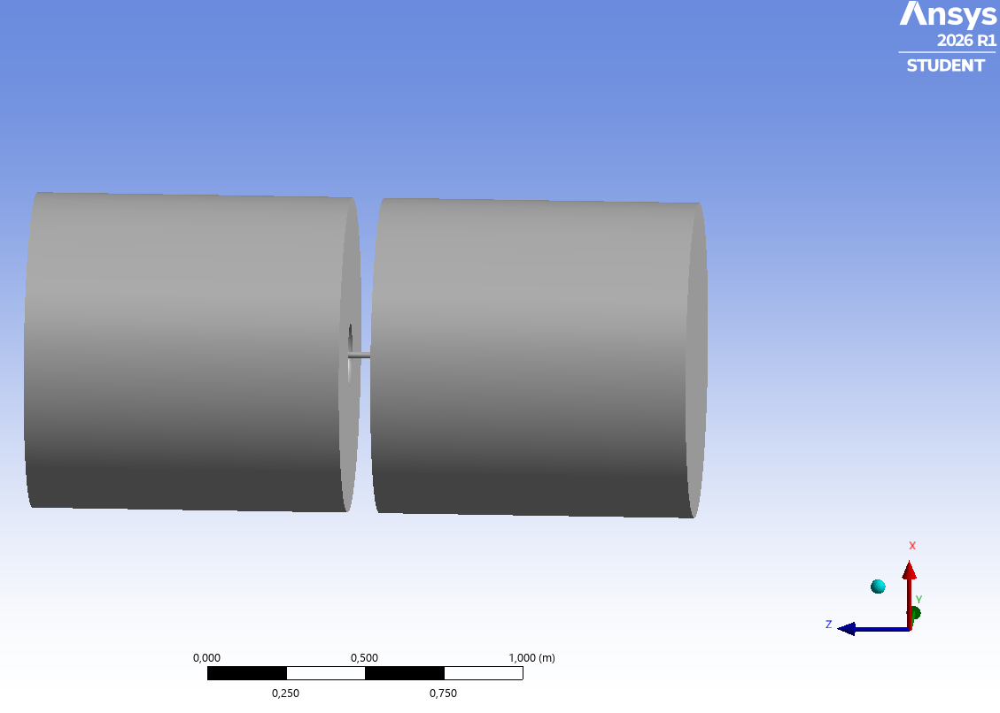 Ansys
2026 R1
STUDENT
X
Y
Z
0,000 0,500 1,000 (m)
0,250 0,750